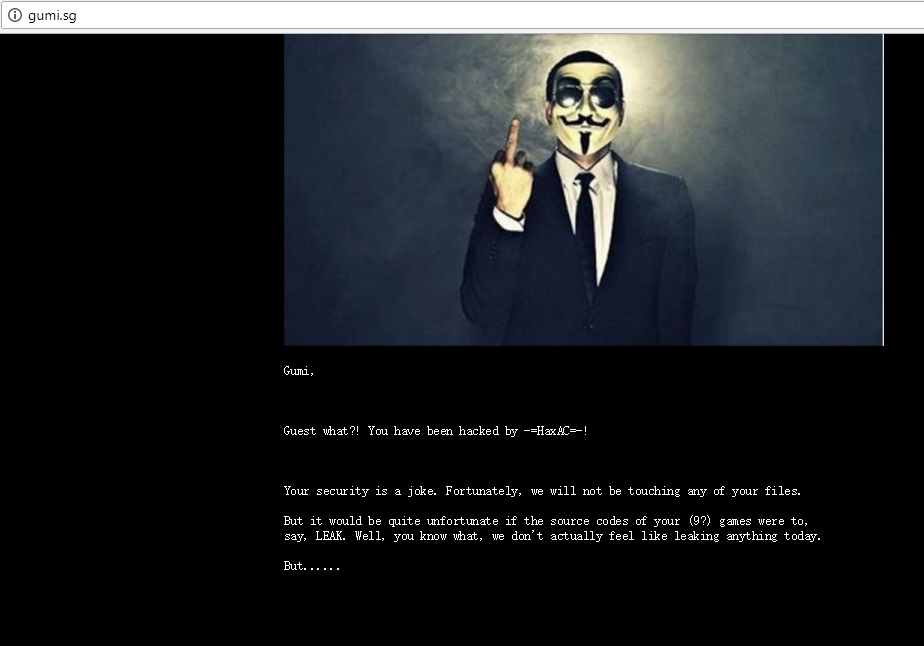 gumi.sg
Gumi,
Guest what?! You have been hacked by -=HaxAC=-!
Your security is a joke. Fortunately, we will not be touching any of your files.
But it would be quite unfortunate if the source codes of your (9?) games were to,
say, LEAK. Well, you know what, we don't actually feel like leaking anything today.
But......